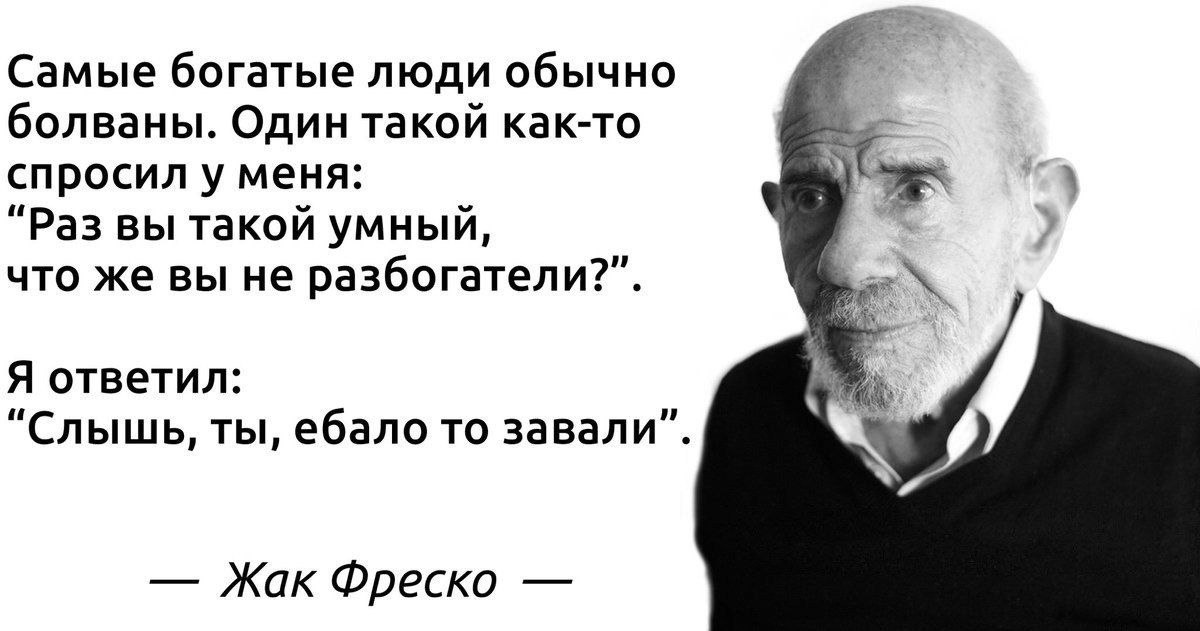 Самые богатые люди обычно
болваны. Один такой как-то
спросил у меня:
“Раз вы такой умный,
что же вы не разбогатели?”.
Я ответил:
“Слышь, ты, ебало то завали”.
— Жак Фреско —